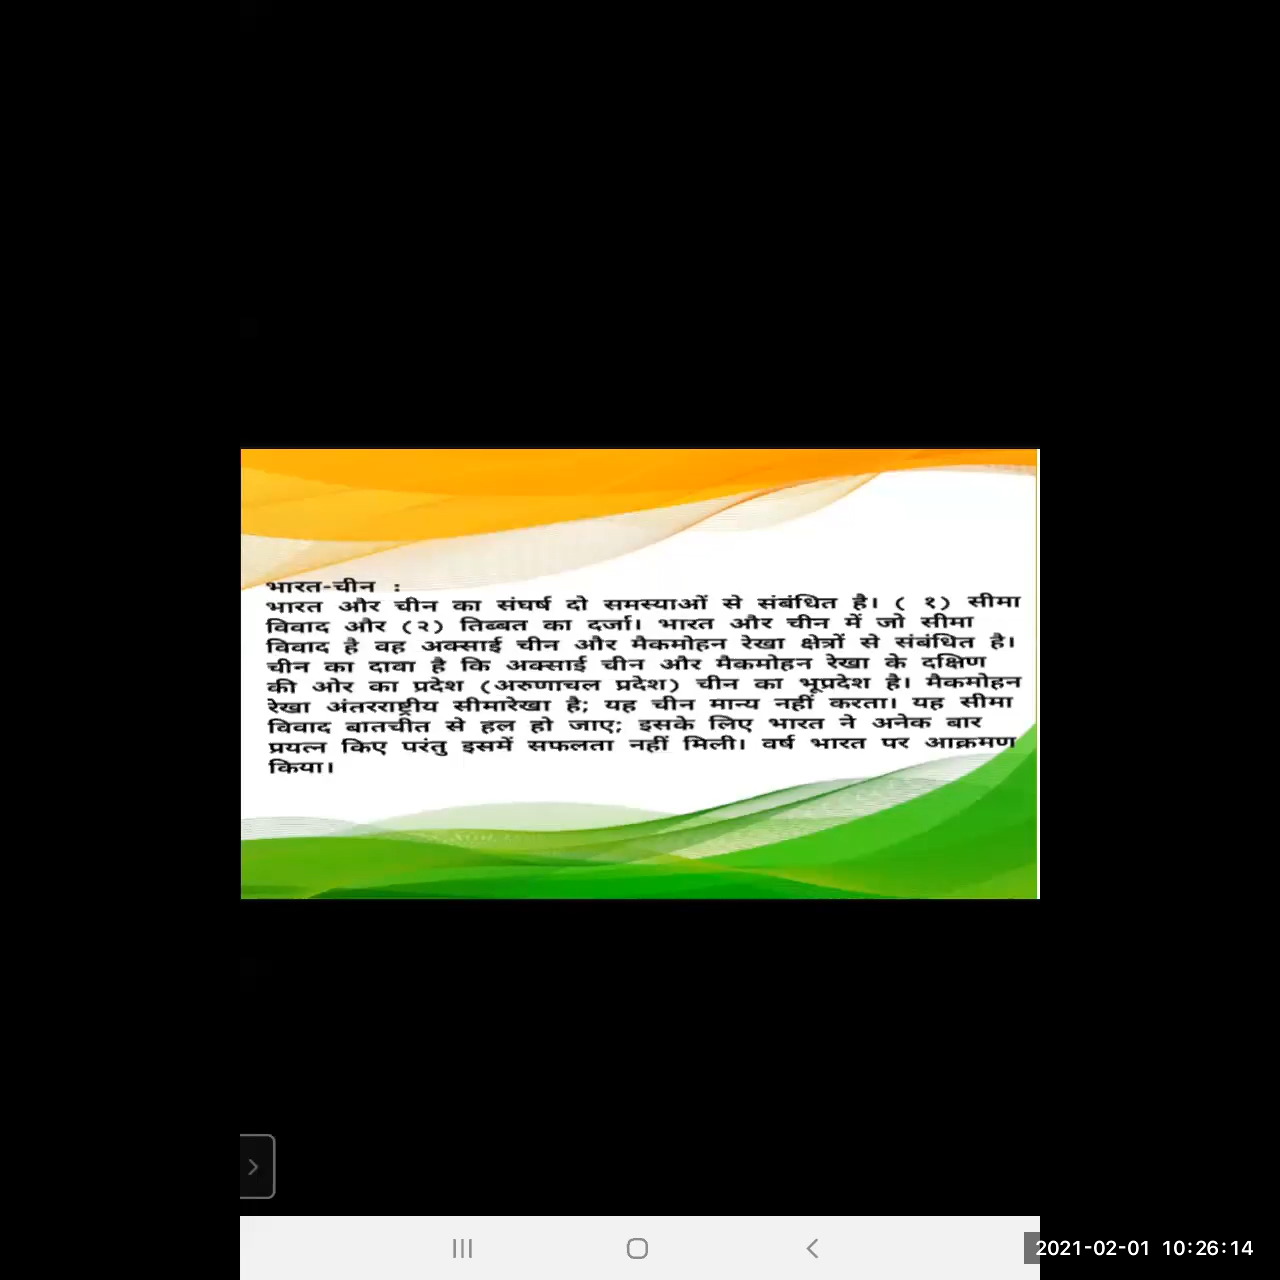 भारत-चीन :
भारत और चीन का संघर्ष दो समस्याओं से संबंधित है। ( १) सीमा
विवाद और (२) तिब्बत का दर्जा। भारत और चीन में जो सीमा
विवाद है वह अक्साई चीन और मैकमोहन रेखा क्षेत्रों से संबंधित है।
चीन का दावा है कि अक्साई चीन और मैकमोहन रेखा के दक्षिण
की ओर का प्रदेश (अरुणाचल प्रदेश) चीन का भूप्रदेश है। मैकमोहन
रेखा अंतरराष्ट्रीय सीमारेखा है; यह चीन मान्य नहीं करता। यह सीमा
विवाद बातचीत से हल हो जाए; इसके लिए भारत ने अनेक बार
प्रयत्न किए परंतु इसमें सफलता नहीं मिली। वर्ष भारत पर आक्रमण
किया।
2021-02-01 10:26:14